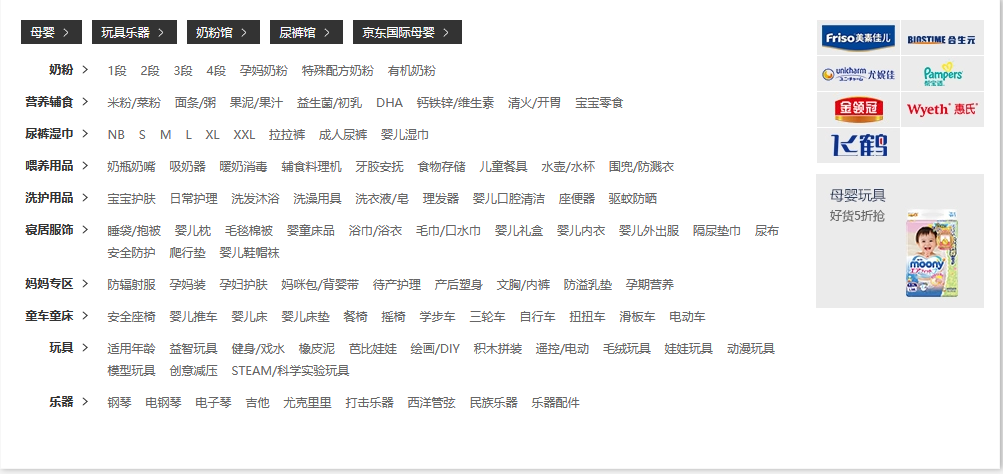 母婴 > 玩具乐器 > 奶粉馆 > 尿裤馆 > 京东国际母婴 >
奶粉 > 1段 2段 3段 4段 孕妈奶粉 特殊配方奶粉 有机奶粉
营养辅食 > 米粉/菜粉 面条/粥 果泥/果汁 益生菌/初乳 DHA 钙铁锌/维生素 清火/开胃 宝宝零食
尿裤湿巾 > NB S M L XL XXL 拉拉裤 成人尿裤 婴儿湿巾
喂养用品 > 奶瓶奶嘴 吸奶器 暖奶消毒 辅食料理机 牙胶安抚 食物存储 儿童餐具 水壶/水杯 围兜/防溅衣
洗护用品 > 宝宝护肤 日常护理 洗发沐浴 洗澡用具 洗衣液/皂 理发器 婴儿口腔清洁 座便器 驱蚊防晒
寝居服饰 > 睡袋/抱被 婴儿枕 毛毯棉被 婴童床品 浴巾/浴衣 毛巾/口水巾 婴儿礼盒 婴儿内衣 婴儿外出服 隔尿垫巾 尿布
安全防护 爬行垫 婴儿鞋帽袜
妈妈专区 > 防辐射服 孕妈装 孕妇护肤 妈咪包/背婴带 待产护理 产后塑身 文胸/内裤 防溢乳垫 孕期营养
童车童床 > 安全座椅 婴儿推车 婴儿床 婴儿床垫 餐椅 摇椅 学步车 三轮车 自行车 扭扭车 滑板车 电动车
玩具 > 适用年龄 益智玩具 健身/戏水 橡皮泥 芭比娃娃 绘画/DIY 积木拼装 遥控/电动 毛绒玩具 娃娃玩具 动漫玩具
模型玩具 创意减压 STEAM/科学实验玩具
乐器 > 钢琴 电钢琴 电子琴 吉他 尤克里里 打击乐器 西洋管弦 民族乐器 乐器配件
Friso美素佳儿 BIOSTIME 合生元
unicharm 尤妮佳 Pampers 帮宝适
金领冠 Wyeth 惠氏
飞鹤
母婴玩具
好货5折抢
moony